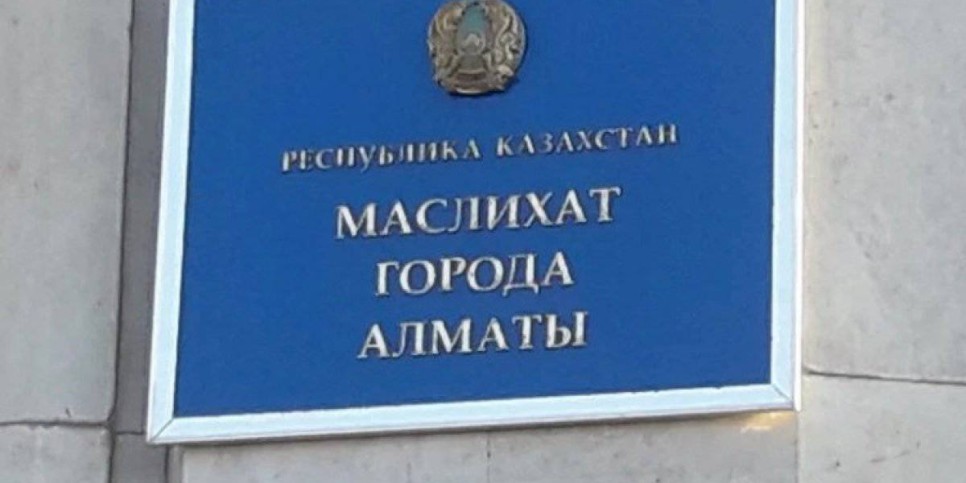 РЕСПУБЛИКА КАЗАХСТАН
МАСЛИХАТ
ГОРОДА
АЛМАТЫ